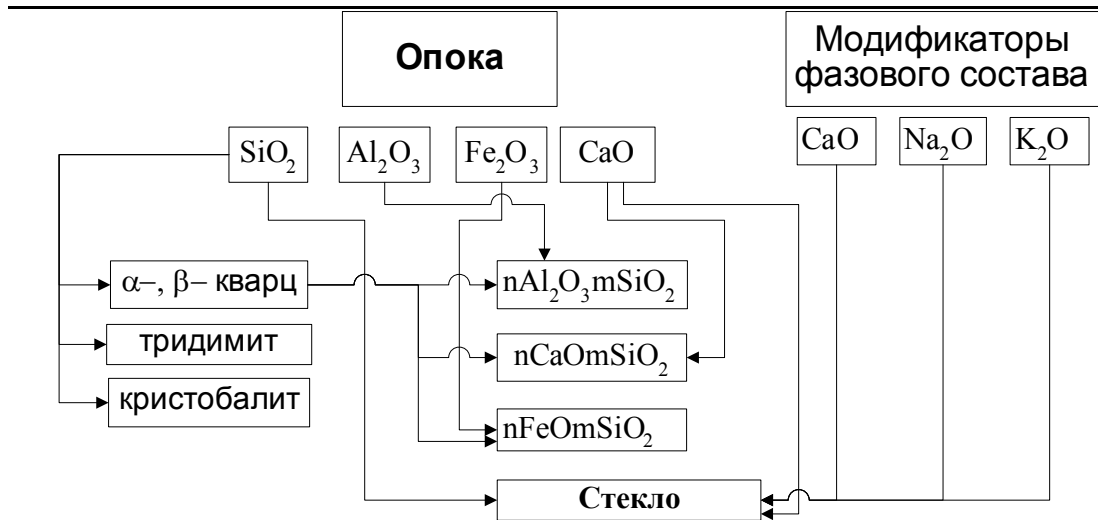 Опока
Модификаторы
фазового состава
SiO₂
Al₂O₃
Fe₂O₃
CaO
CaO
Na₂O
K₂O
α–, β– кварц
nAl₂O₃mSiO₂
тридимит
nCaOmSiO₂
кристобалит
nFeOmSiO₂
Стекло